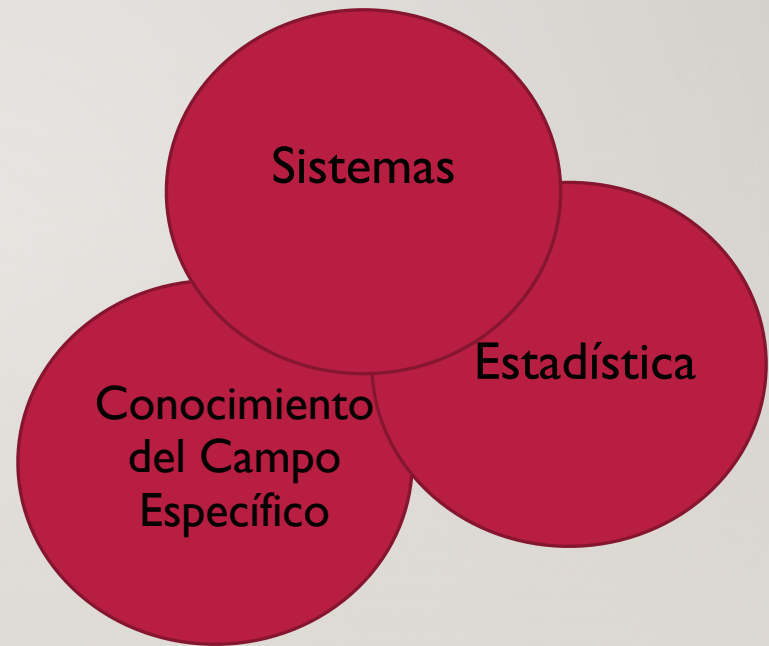 Sistemas
Estadística
Conocimiento
del Campo
Específico